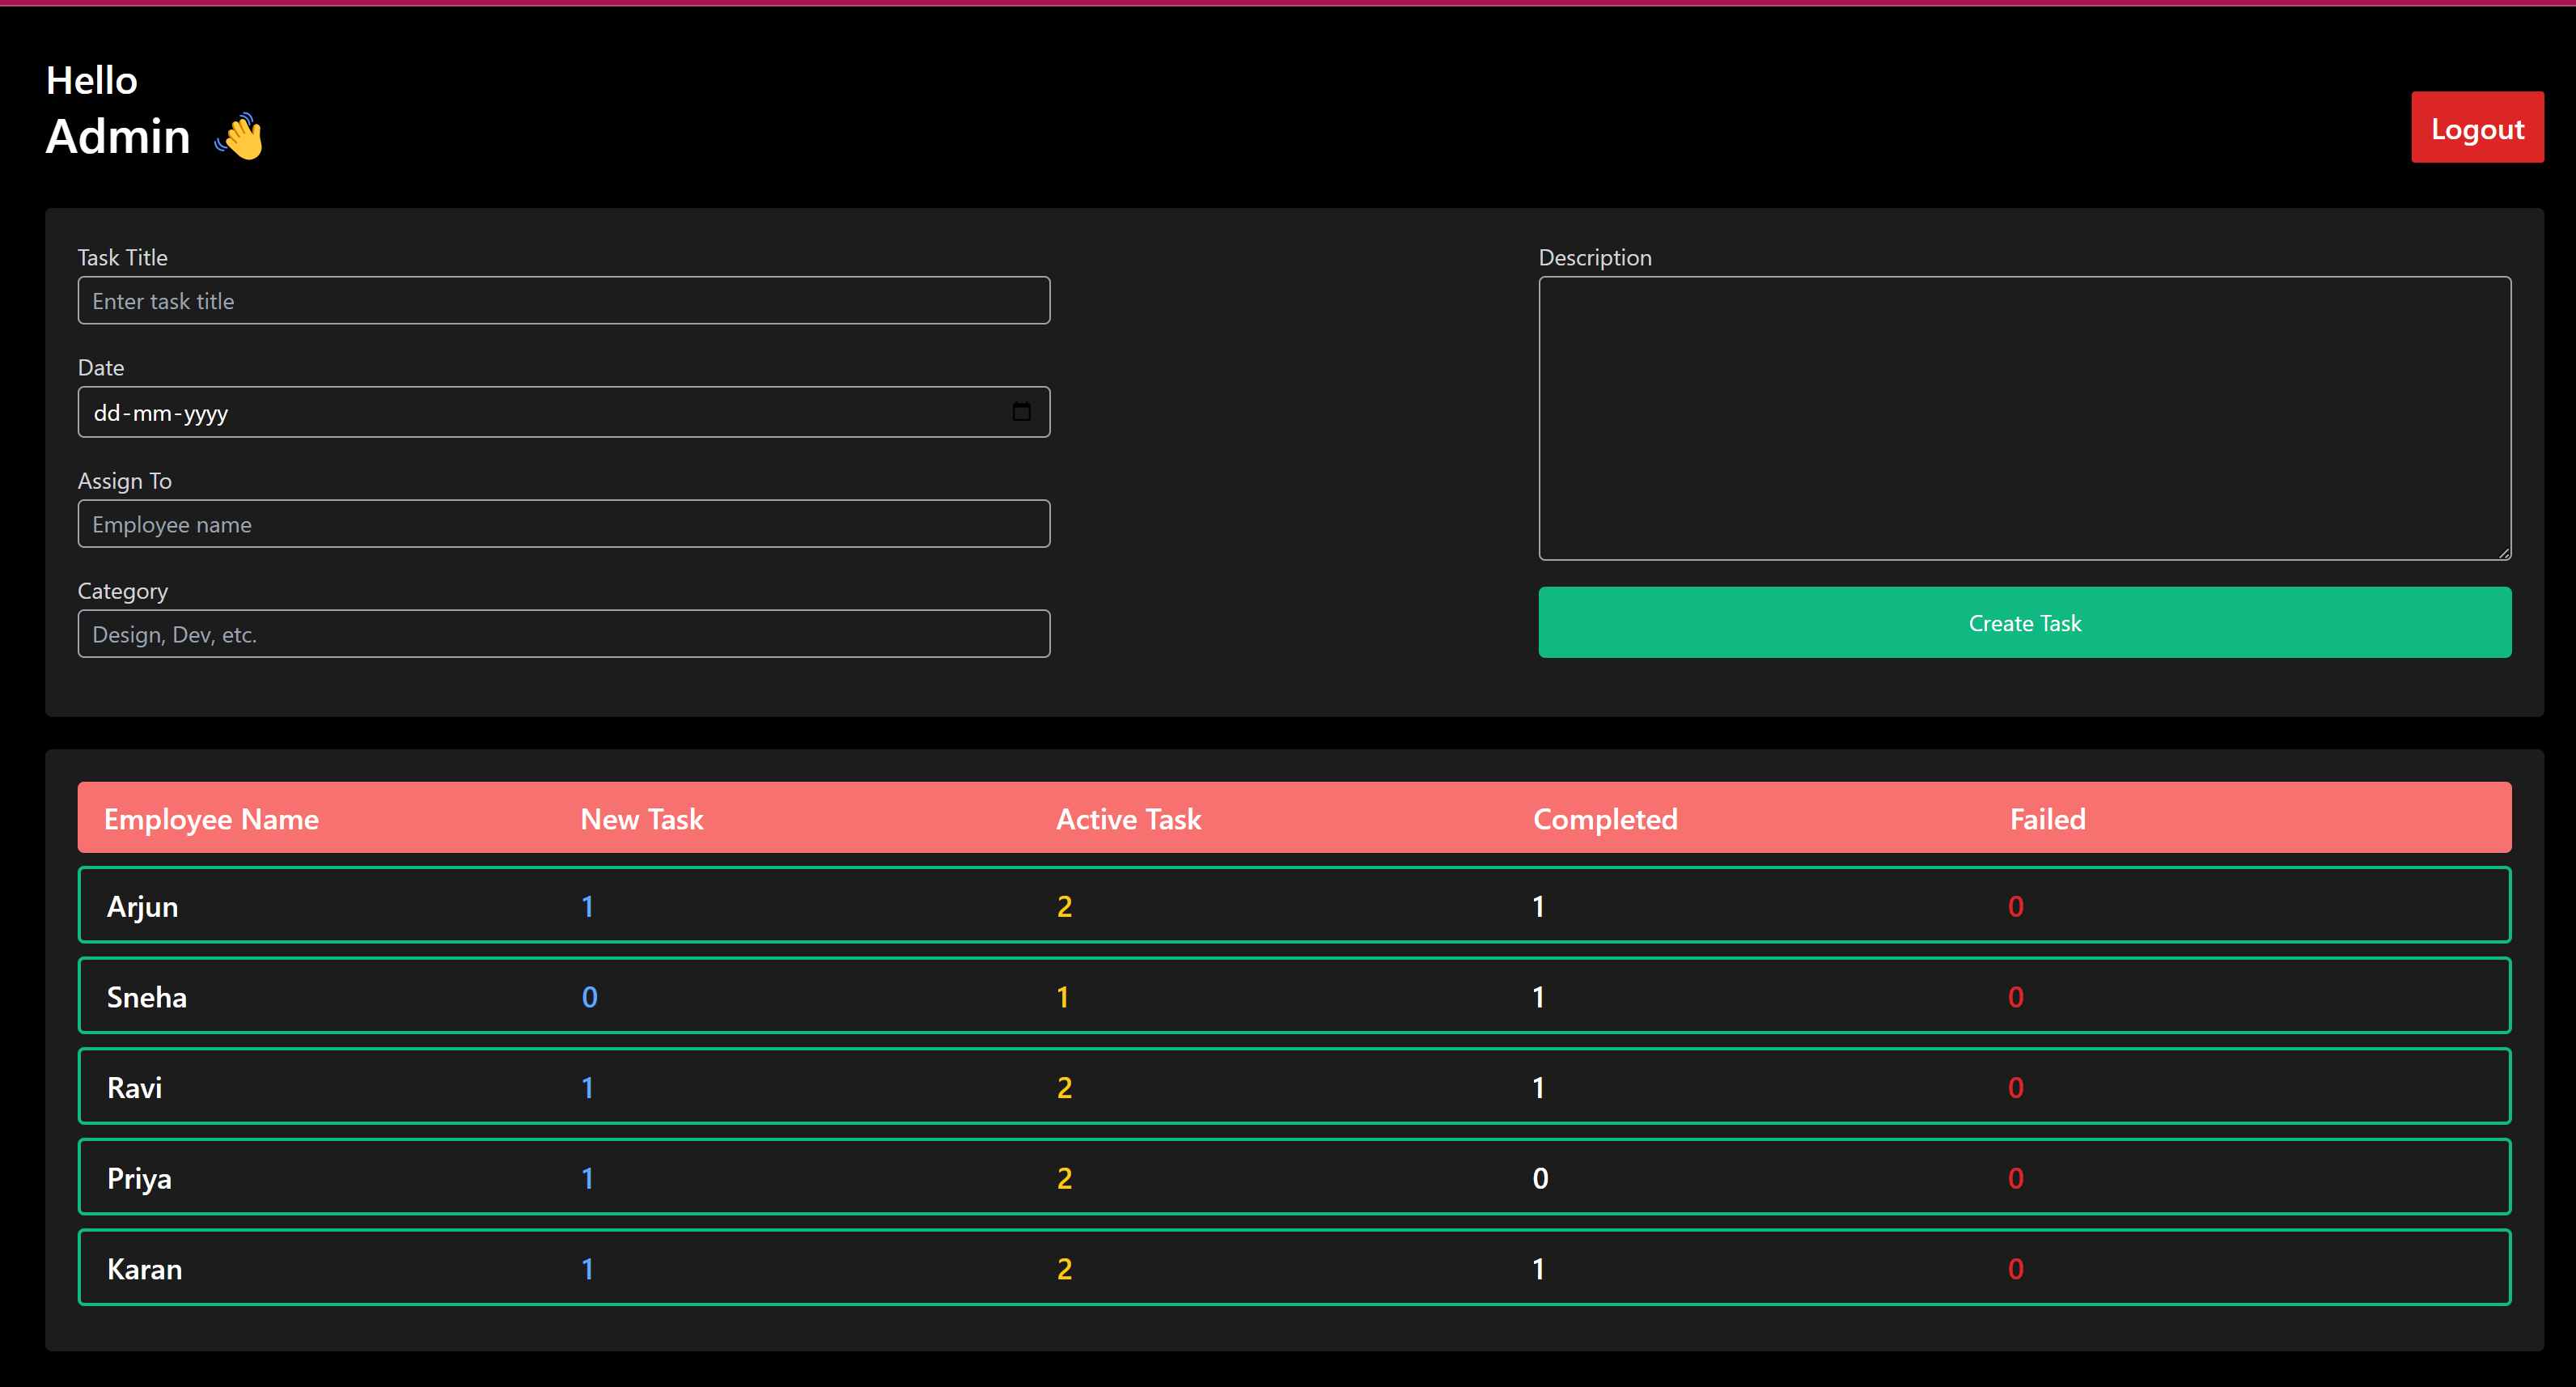 Hello
Admin 👋
Logout
Task Title
Enter task title
Date
dd-mm-yyyy
Assign To
Employee name
Category
Design, Dev, etc.
Description
Create Task
Employee Name New Task Active Task Completed Failed
Arjun 1 2 1 0
Sneha 0 1 1 0
Ravi 1 2 1 0
Priya 1 2 0 0
Karan 1 2 1 0